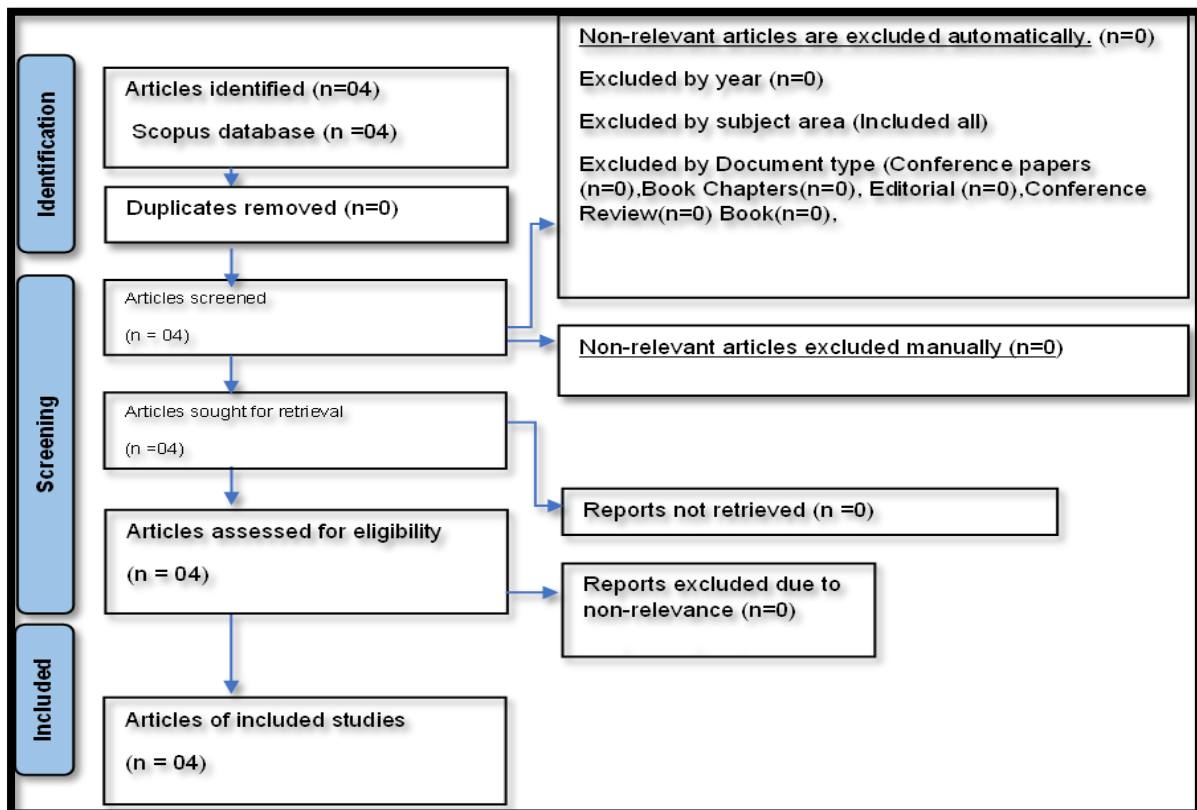 Identification
Articles identified (n=04)
Scopus database (n =04)
Duplicates removed (n=0)
Non-relevant articles are excluded automatically. (n=0)
Excluded by year (n=0)
Excluded by subject area (Included all)
Excluded by Document type (Conference papers
(n=0),Book Chapters(n=0), Editorial (n=0),Conference
Review(n=0) Book(n=0),
Screening
Articles screened
(n = 04)
Non-relevant articles excluded manually (n=0)
Articles sought for retrieval
(n =04)
Reports not retrieved (n =0)
Articles assessed for eligibility
(n = 04)
Reports excluded due to
non-relevance (n=0)
Included
Articles of included studies
(n = 04)